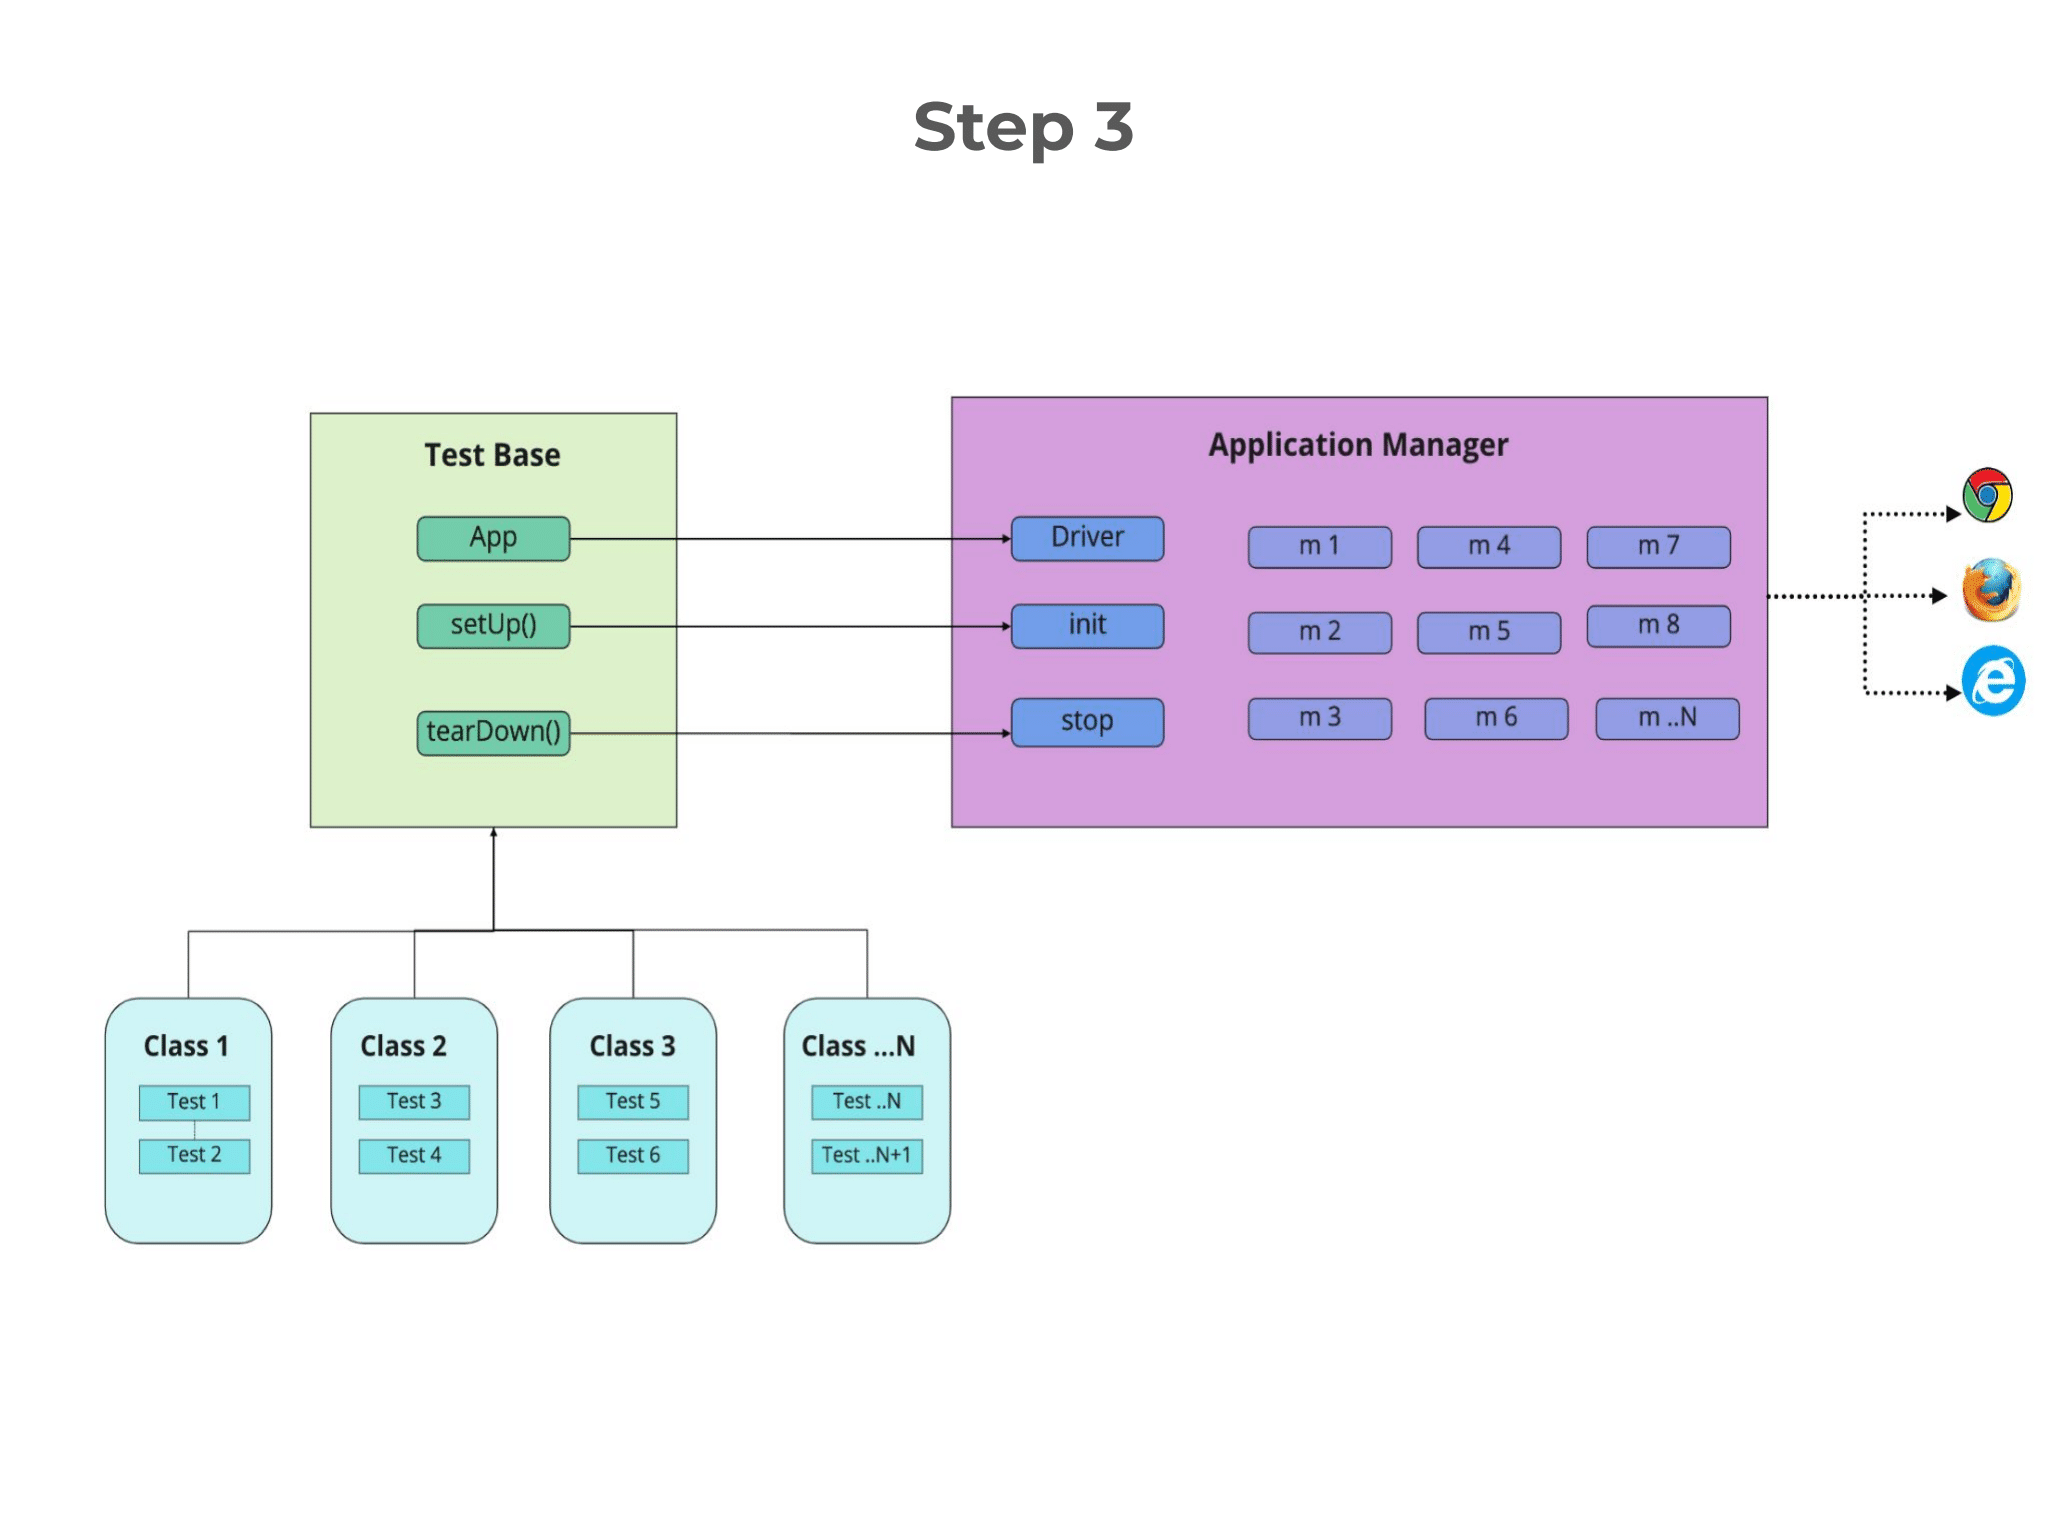 Step 3
Test Base
App
setUp()
tearDown()
Application Manager
Driver
init
stop
m 1
m 4
m 7
m 2
m 5
m 8
m 3
m 6
m ..N
Class 1
Test 1
Test 2
Class 2
Test 3
Test 4
Class 3
Test 5
Test 6
Class ...N
Test ..N
Test ..N+1